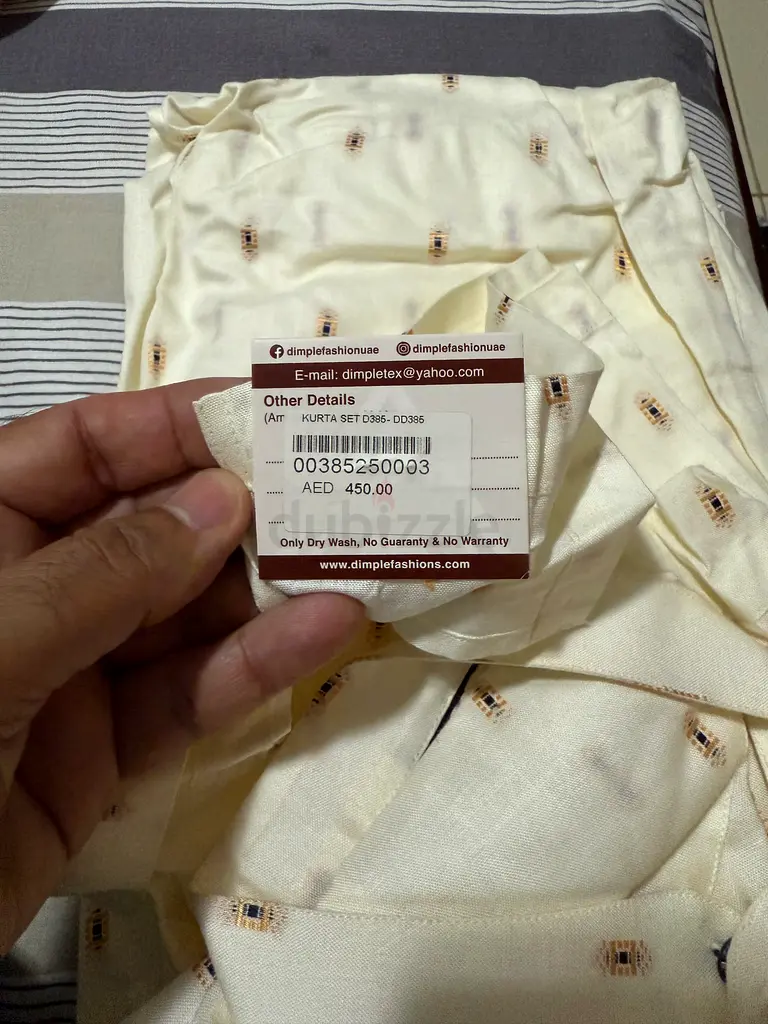 dimplefashionuae dimplefashionuae
E-mail: dimpletex@yahoo.com
Other Details
(Am
KURTA SET D385- DD385
00385250003
AED 450.00
dubizzle
Only Dry Wash, No Guaranty & No Warranty
www.dimplefashions.com